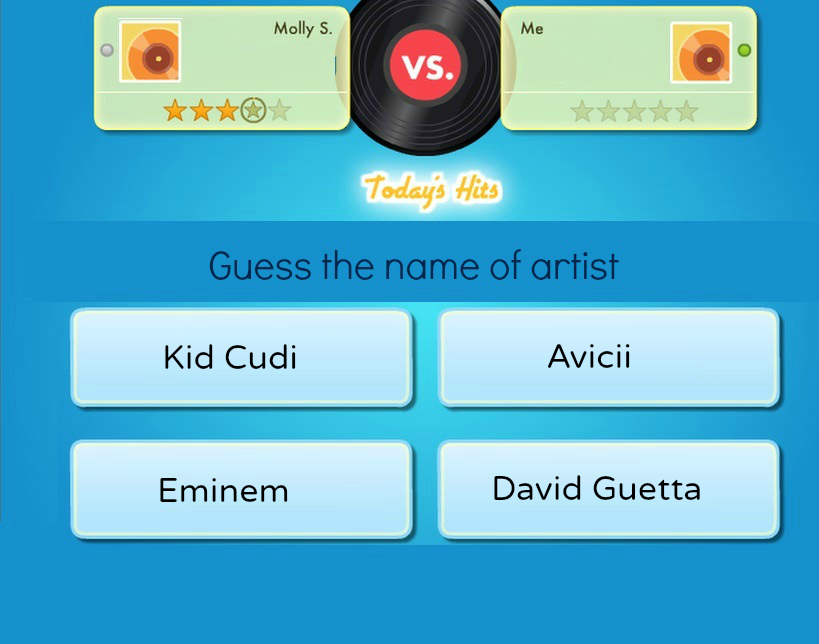 Molly S.
VS.
Me
Today's Hits
Guess the name of artist
Kid Cudi
Avicii
Eminem
David Guetta